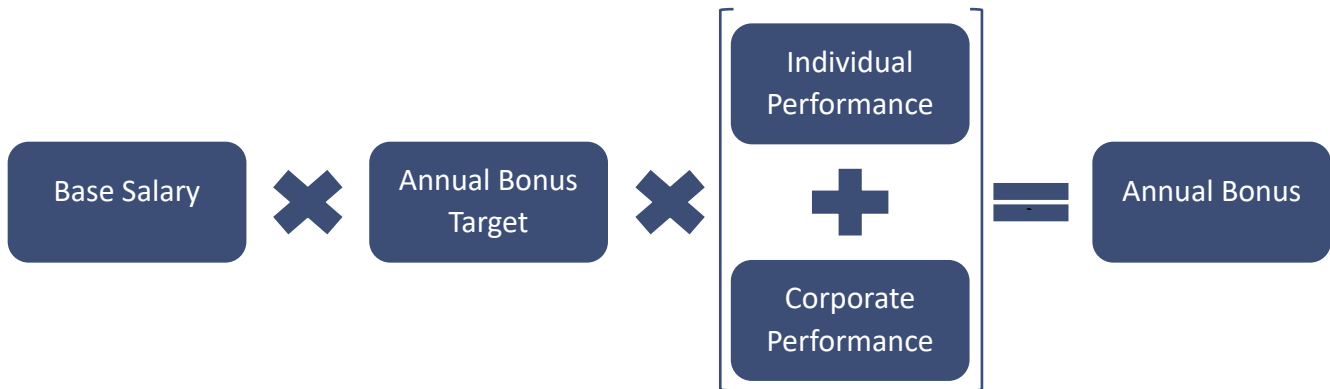 Individual
Performance
Base Salary
Annual Bonus
Target
Annual Bonus
Corporate
Performance